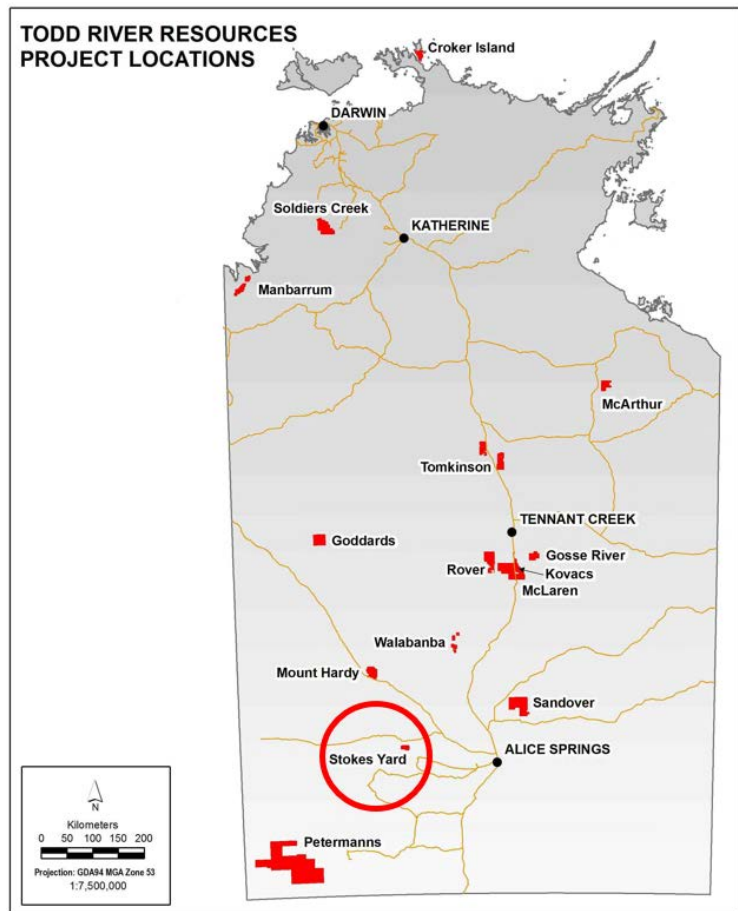 TODD RIVER RESOURCES
PROJECT LOCATIONS
Croker Island
DARWIN
Soldiers Creek
KATHERINE
Manbarrum
McArthur
Tomkinson
TENNANT CREEK
Goddards
Gosse River
Rover
Kovacs
McLaren
Walabanba
Mount Hardy
Sandover
Stokes Yard
ALICE SPRINGS
Petermanns
N
Kilometers
0 50 100 150 200
Projection: GDA94 MGA Zone 53
1:7,500,000